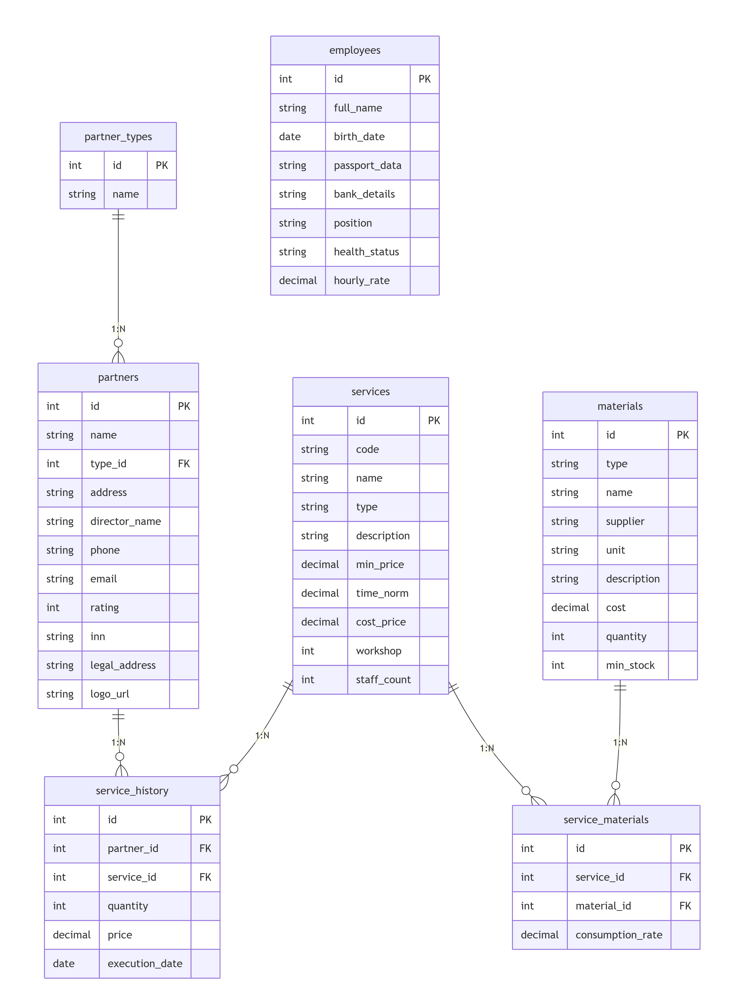 employees
int id PK
string full_name
date birth_date
string passport_data
string bank_details
string position
string health_status
decimal hourly_rate
partner_types
int id PK
string name
1:N
partners
int id PK
string name
int type_id FK
string address
string director_name
string phone
string email
int rating
string inn
string legal_address
string logo_url
services
int id PK
string code
string name
string type
string description
decimal min_price
decimal time_norm
decimal cost_price
int workshop
int staff_count
materials
int id PK
string type
string name
string supplier
string unit
string description
decimal cost
int quantity
int min_stock
1:N
1:N
1:N
1:N
service_history
int id PK
int partner_id FK
int service_id FK
int quantity
decimal price
date execution_date
service_materials
int id PK
int service_id FK
int material_id FK
decimal consumption_rate